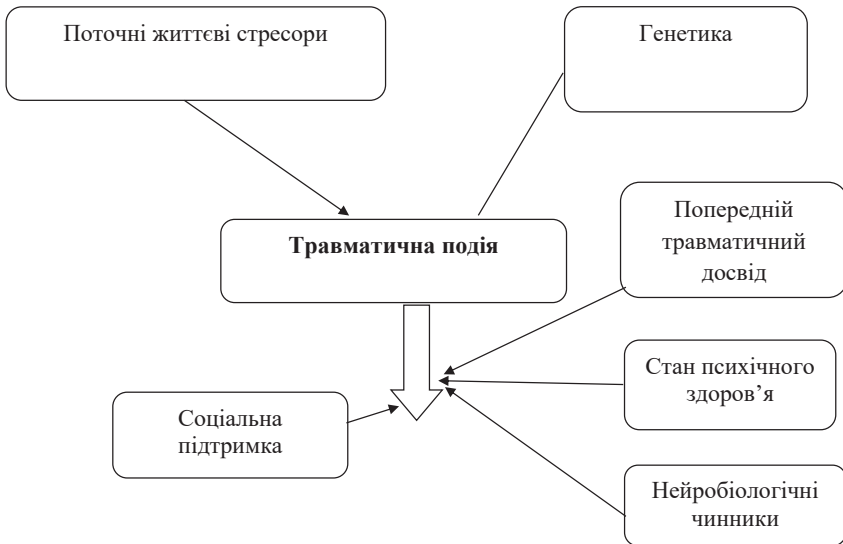 Поточні життєві стресори
Генетика
Травматична подія
Попередній
травматичний
досвід
Стан психічного
здоров’я
Соціальна
підтримка
Нейробіологічні
чинники